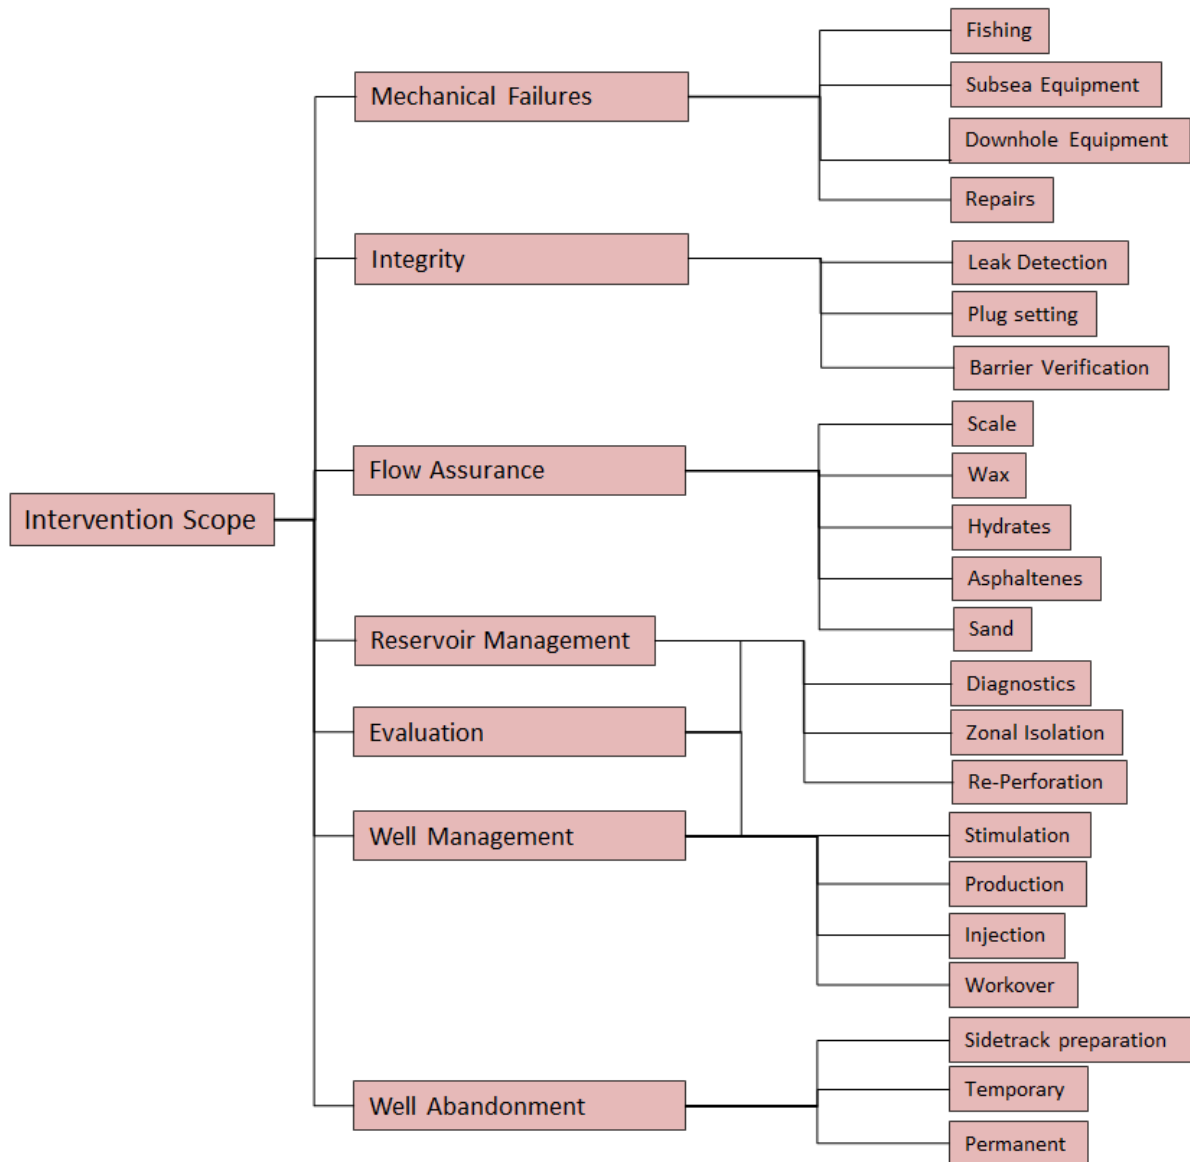 Intervention Scope
Mechanical Failures
Fishing
Subsea Equipment
Downhole Equipment
Repairs
Integrity
Leak Detection
Plug setting
Barrier Verification
Flow Assurance
Scale
Wax
Hydrates
Asphaltenes
Sand
Reservoir Management
Diagnostics
Zonal Isolation
Re-Perforation
Evaluation
Well Management
Stimulation
Production
Injection
Workover
Well Abandonment
Sidetrack preparation
Temporary
Permanent